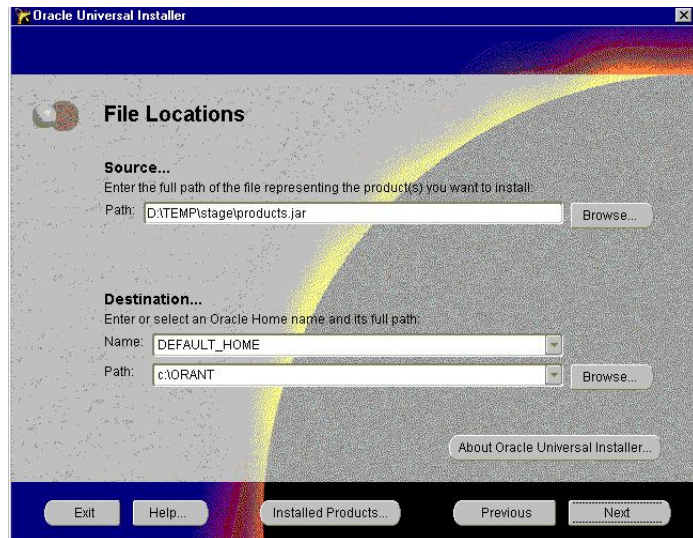 Oracle Universal Installer
File Locations
Source...
Enter the full path of the file representing the product(s) you want to install:
Path: D:\TEMP\stage\products.jar Browse...
Destination...
Enter or select an Oracle Home name and its full path:
Name: DEFAULT_HOME
Path: c:\ORANT Browse...
About Oracle Universal Installer...
Exit Help... Installed Products... Previous Next